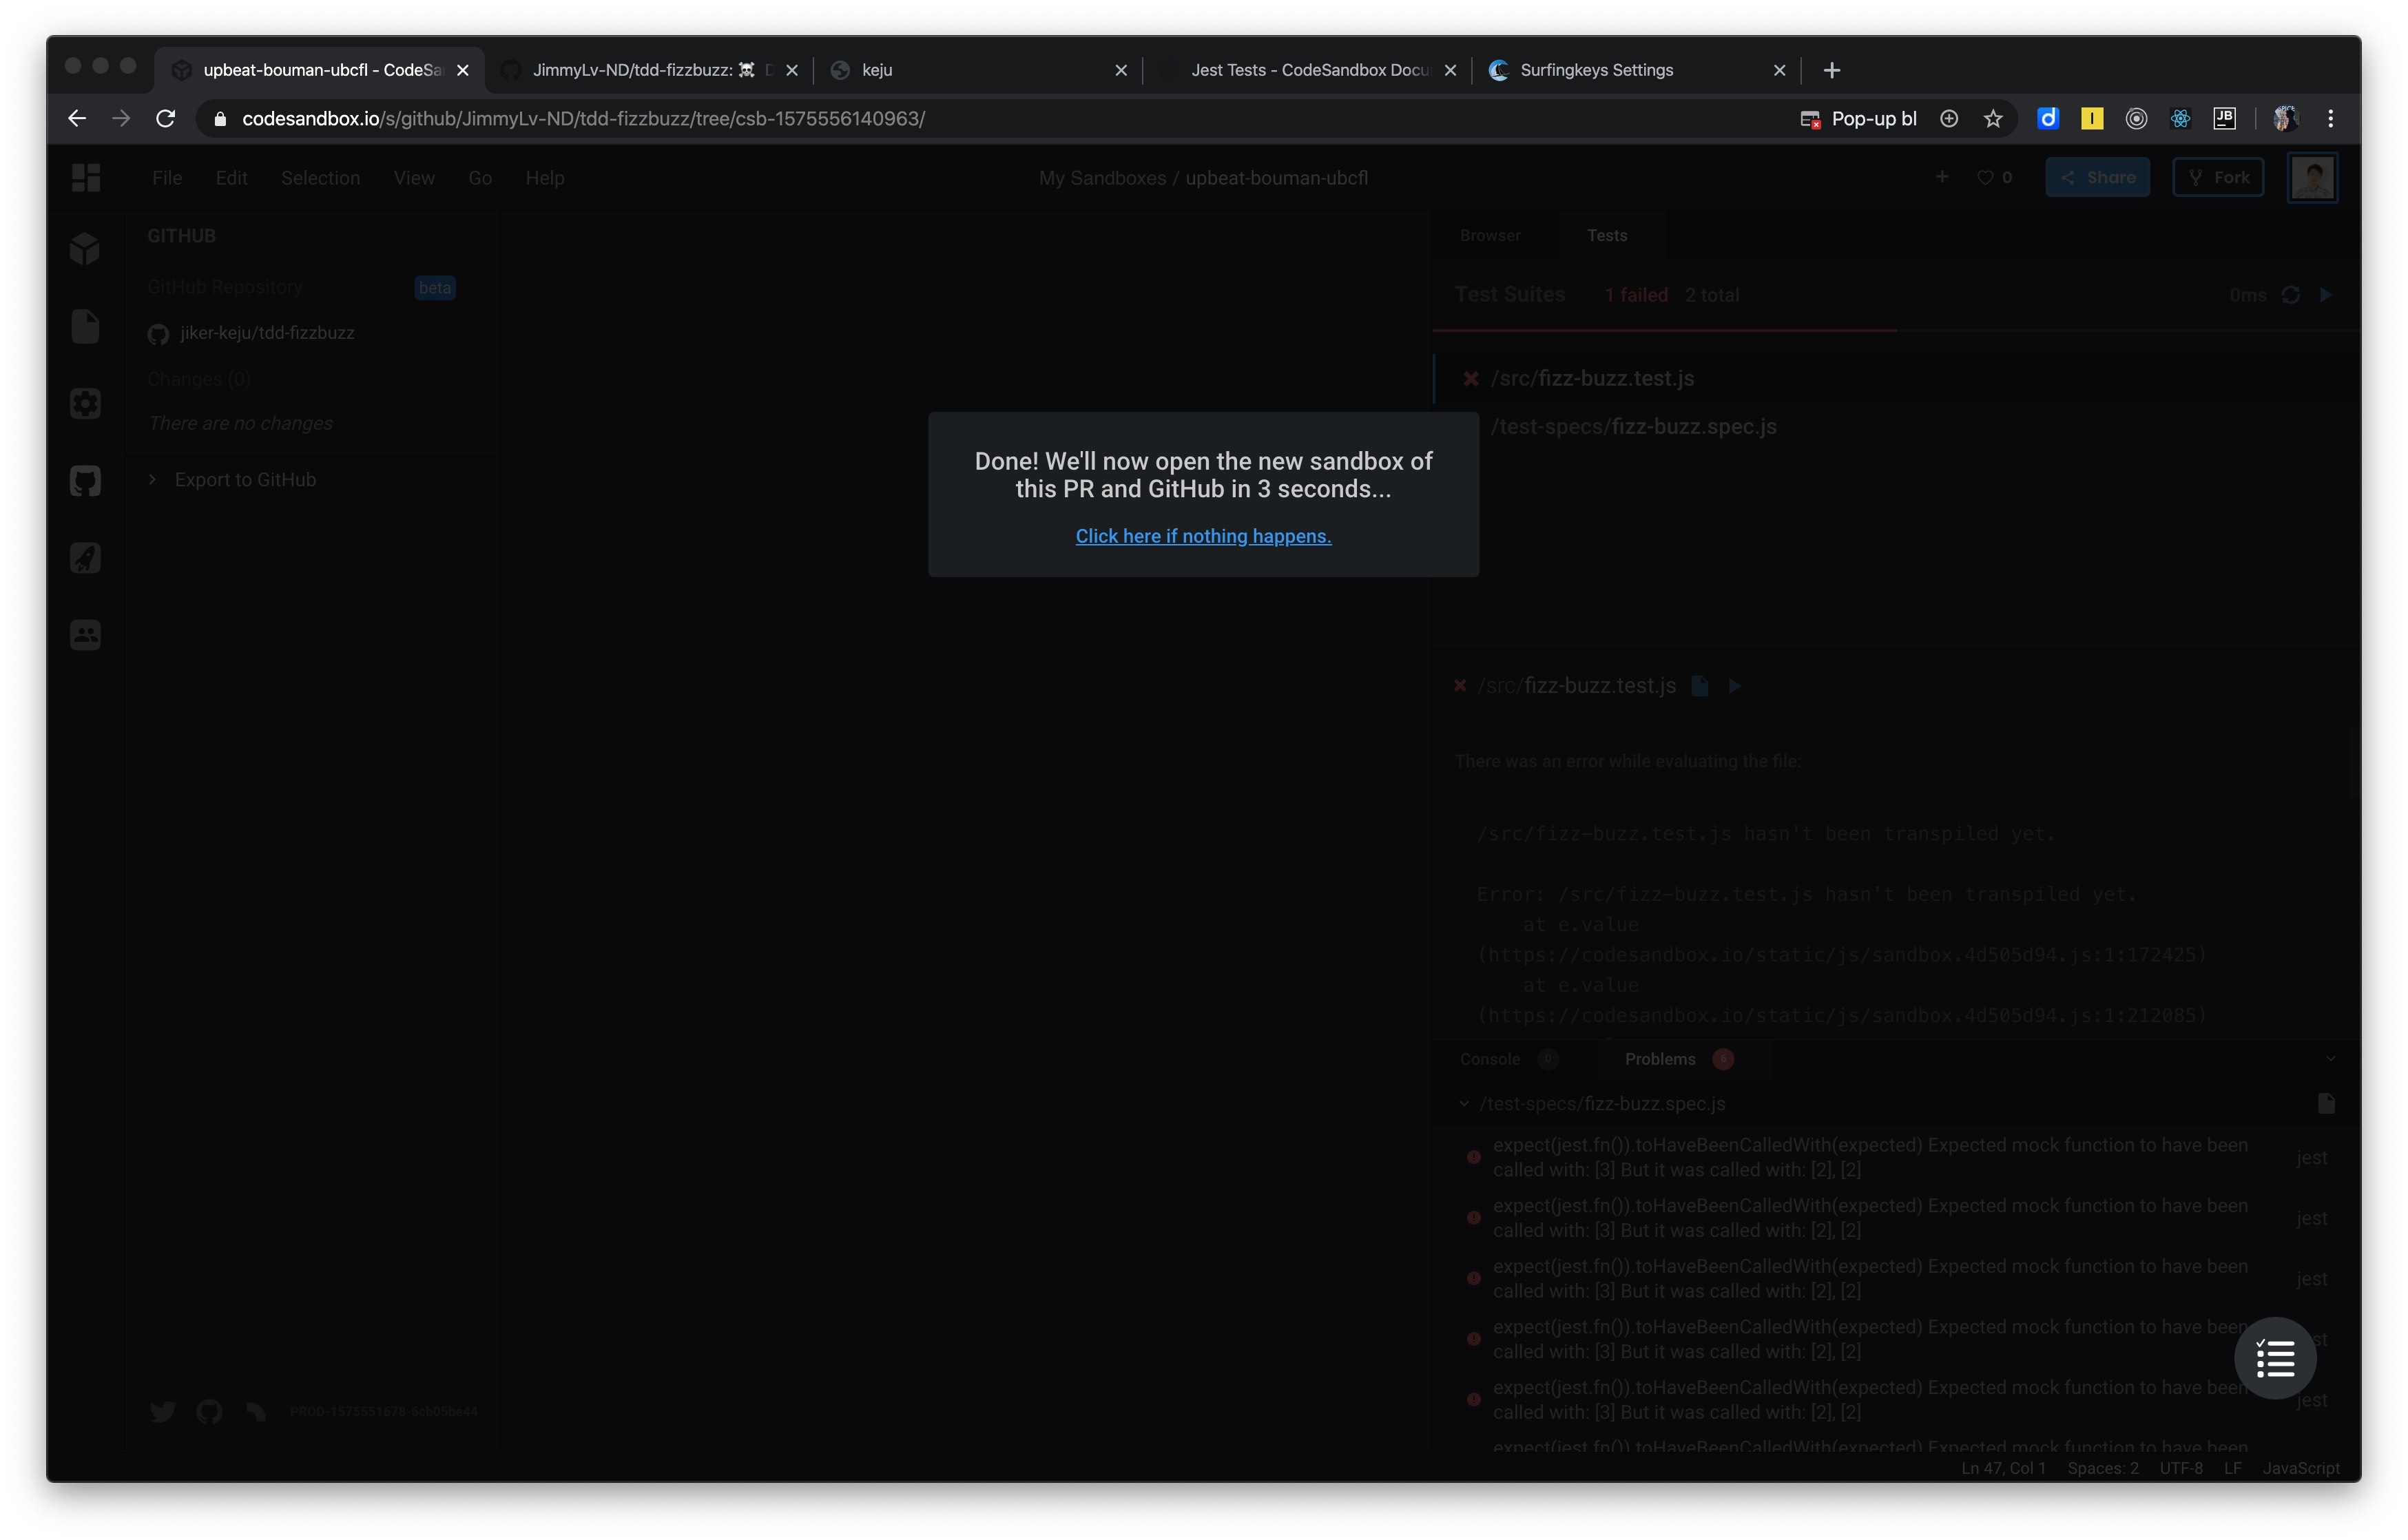 upbeat-bouman-ubcfl - CodeSa
JimmyLv-ND/tdd-fizzbuzz: ☠️ D
keju
Jest Tests - CodeSandbox Docu
Surfingkeys Settings
codesandbox.io/s/github/JimmyLv-ND/tdd-fizzbuzz/tree/csb-1575556140963/
Pop-up bl
JB
File Edit Selection View Go Help
My Sandboxes / upbeat-bouman-ubcfl
0
Share
Fork
GITHUB
GitHub Repository beta
jiker-keju/tdd-fizzbuzz
Changes (0)
There are no changes
Export to GitHub
PROD-1575551678-6cb05be44
Done! We'll now open the new sandbox of
this PR and GitHub in 3 seconds...
Click here if nothing happens.
Browser Tests
Test Suites 1 failed 2 total 0ms
/src/fizz-buzz.test.js
/test-specs/fizz-buzz.spec.js
/src/fizz-buzz.test.js
There was an error while evaluating the file:
/src/fizz-buzz.test.js hasn't been transpiled yet.
Error: /src/fizz-buzz.test.js hasn't been transpiled yet.
at e.value
(https://codesandbox.io/static/js/sandbox.4d505d94.js:1:172425)
at e.value
(https://codesandbox.io/static/js/sandbox.4d505d94.js:1:212085)
Console 0 Problems 6
/test-specs/fizz-buzz.spec.js
expect(jest.fn()).toHaveBeenCalledWith(expected) Expected mock function to have been
called with: [3] But it was called with: [2], [2]
jest
expect(jest.fn()).toHaveBeenCalledWith(expected) Expected mock function to have been
called with: [3] But it was called with: [2], [2]
jest
expect(jest.fn()).toHaveBeenCalledWith(expected) Expected mock function to have been
called with: [3] But it was called with: [2], [2]
jest
expect(jest.fn()).toHaveBeenCalledWith(expected) Expected mock function to have been
called with: [3] But it was called with: [2], [2]
st
expect(jest.fn()).toHaveBeenCalledWith(expected) Expected mock function to have been
called with: [3] But it was called with: [2], [2]
jest
expect(jest.fn()).toHaveBeenCalledWith(expected) Expected mock function to have been
Ln 47, Col 1 Spaces: 2 UTF-8 LF JavaScript